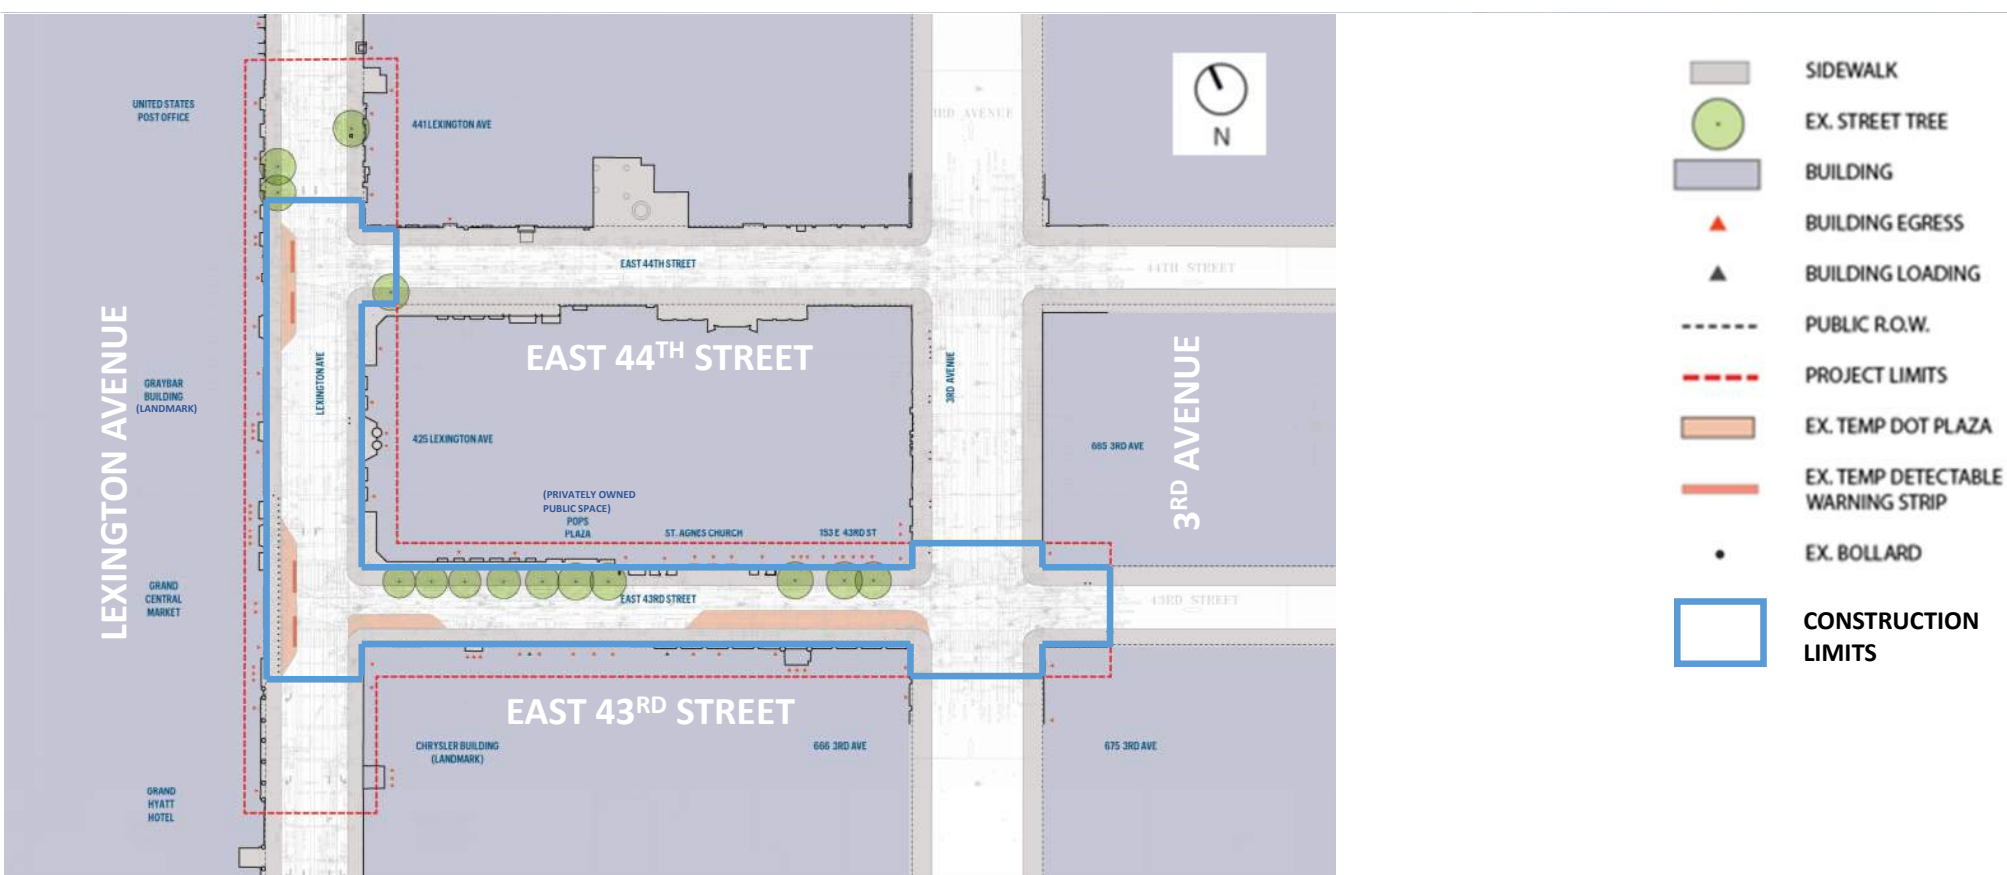 UNITED STATES
POST OFFICE
441 LEXINGTON AVE
3RD AVENUE
N
EAST 44TH STREET
44TH STREET
LEXINGTON AVENUE
LEXINGTON AVE
EAST 44TH STREET
3RD AVENUE
3RD AVENUE
GRAYBAR
BUILDING
(LANDMARK)
425 LEXINGTON AVE
665 3RD AVE
(PRIVATELY OWNED
PUBLIC SPACE)
POPS
PLAZA
ST. AGNES CHURCH
153 E 43RD ST
GRAND
CENTRAL
MARKET
EAST 43RD STREET
43RD STREET
EAST 43RD STREET
CHRYSLER BUILDING
(LANDMARK)
666 3RD AVE
675 3RD AVE
GRAND
HYATT
HOTEL
SIDEWALK
EX. STREET TREE
BUILDING
BUILDING EGRESS
BUILDING LOADING
PUBLIC R.O.W.
PROJECT LIMITS
EX. TEMP DOT PLAZA
EX. TEMP DETECTABLE
WARNING STRIP
EX. BOLLARD
CONSTRUCTION
LIMITS